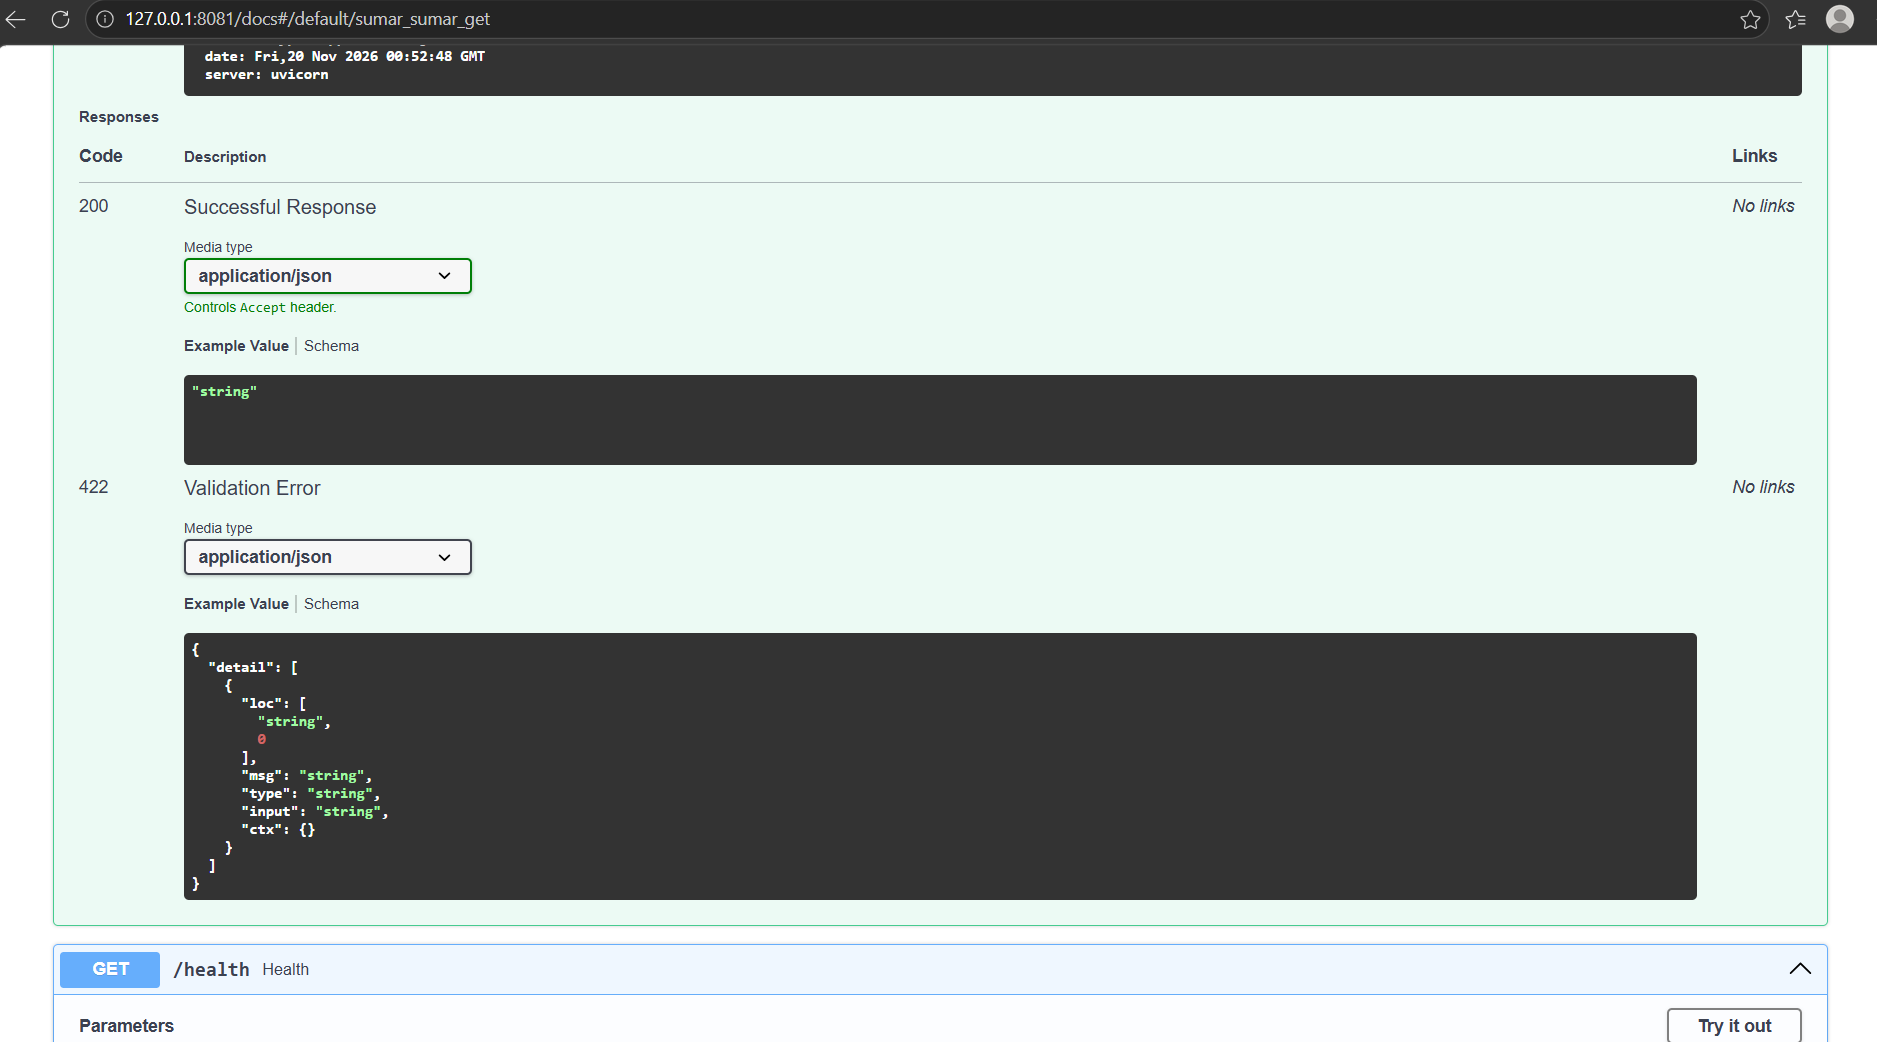 127.0.0.1:8081/docs#/default/sumar_sumar_get
date: Fri,20 Nov 2026 00:52:48 GMT
server: uvicorn
Responses
Code Description Links
200 Successful Response No links
Media type
application/json
Controls Accept header.
Example Value Schema
"string"
422 Validation Error No links
Media type
application/json
Example Value Schema
{
"detail": [
{
"loc": [
"string",
0
],
"msg": "string",
"type": "string",
"input": "string",
"ctx": {}
}
]
}
GET /health Health
Parameters Try it out